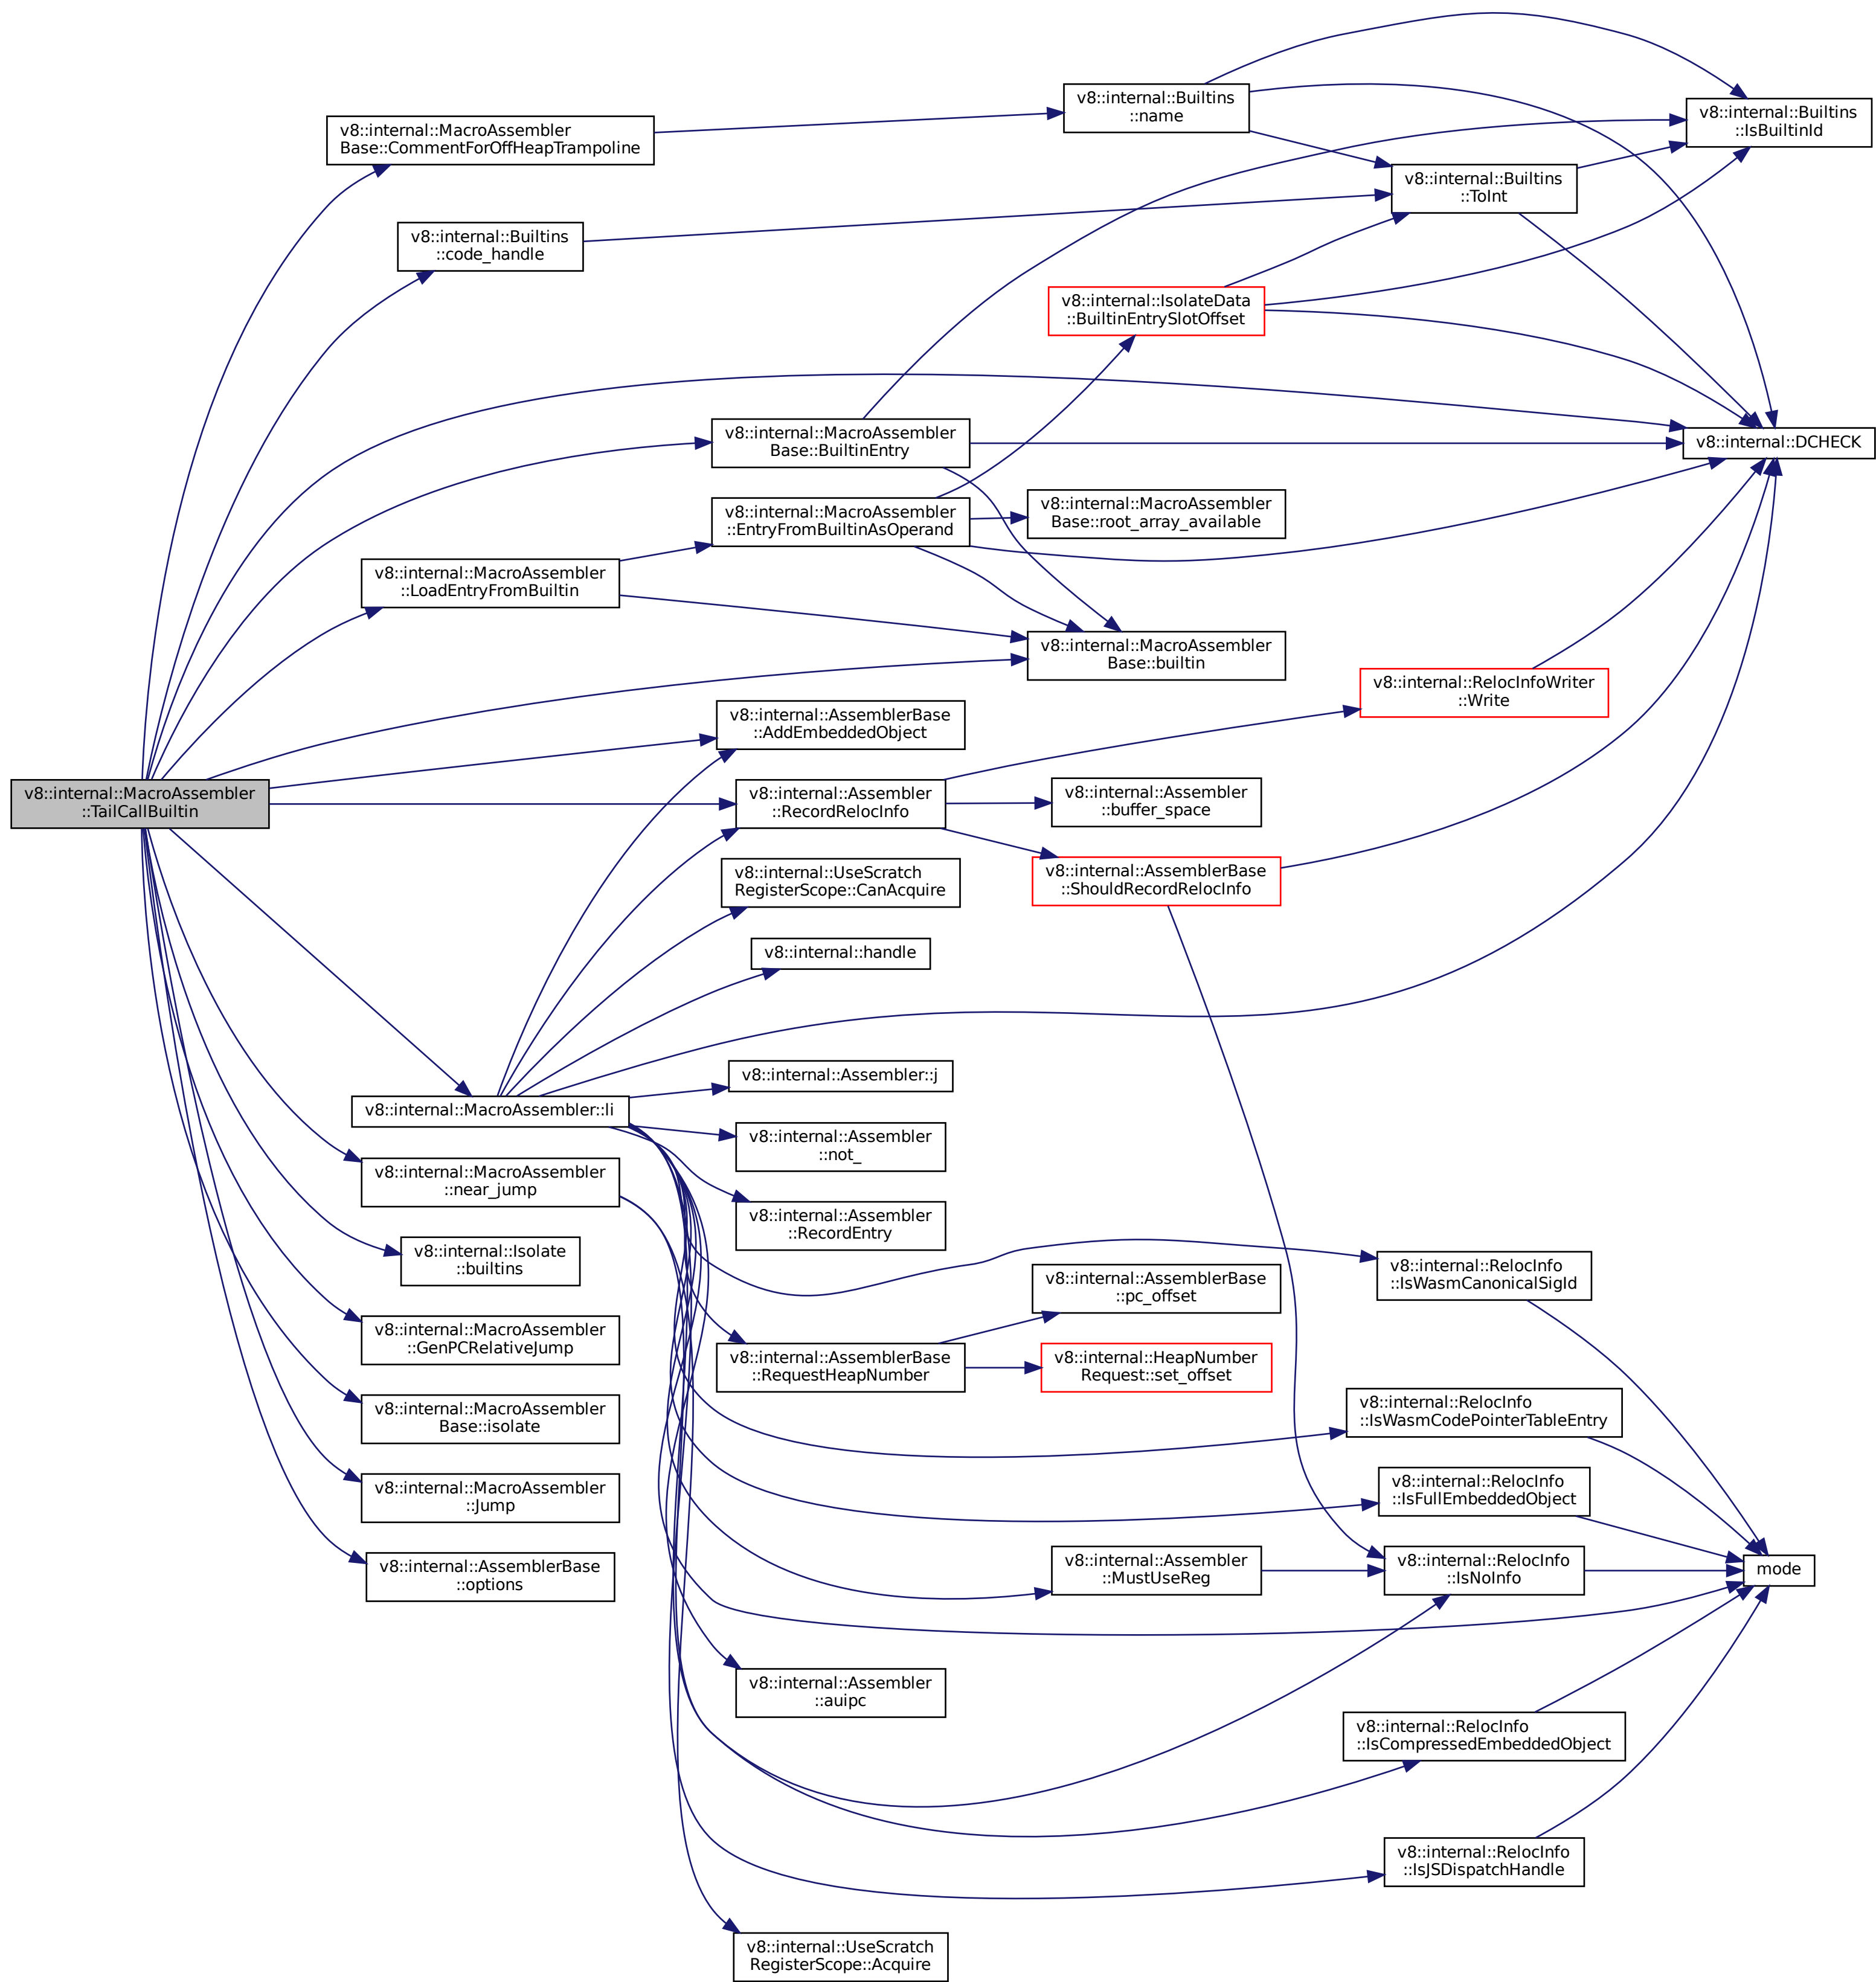 v8::internal::MacroAssembler
::TailCallBuiltin
v8::internal::MacroAssembler
Base::CommentForOffHeapTrampoline
v8::internal::Builtins
::code_handle
v8::internal::MacroAssembler
::LoadEntryFromBuiltin
v8::internal::MacroAssembler::li
v8::internal::MacroAssembler
::near_jump
v8::internal::Isolate
::builtins
v8::internal::MacroAssembler
::GenPCRelativeJump
v8::internal::MacroAssembler
Base::isolate
v8::internal::MacroAssembler
::Jump
v8::internal::AssemblerBase
::options
v8::internal::MacroAssembler
Base::BuiltinEntry
v8::internal::MacroAssembler
::EntryFromBuiltinAsOperand
v8::internal::AssemblerBase
::AddEmbeddedObject
v8::internal::Assembler
::RecordRelocInfo
v8::internal::UseScratch
RegisterScope::CanAcquire
v8::internal::handle
v8::internal::Assembler::j
v8::internal::Assembler
::not_
v8::internal::Assembler
::RecordEntry
v8::internal::AssemblerBase
::RequestHeapNumber
v8::internal::Assembler
::auipc
v8::internal::UseScratch
RegisterScope::Acquire
v8::internal::Builtins
::name
v8::internal::IsolateData
::BuiltinEntrySlotOffset
v8::internal::MacroAssembler
Base::root_array_available
v8::internal::MacroAssembler
Base::builtin
v8::internal::Assembler
::buffer_space
v8::internal::AssemblerBase
::ShouldRecordRelocInfo
v8::internal::AssemblerBase
::pc_offset
v8::internal::HeapNumber
Request::set_offset
v8::internal::Assembler
::MustUseReg
v8::internal::Builtins
::ToInt
v8::internal::RelocInfoWriter
::Write
v8::internal::RelocInfo
::IsWasmCanonicalSigId
v8::internal::RelocInfo
::IsWasmCodePointerTableEntry
v8::internal::RelocInfo
::IsFullEmbeddedObject
v8::internal::RelocInfo
::IsNoInfo
v8::internal::RelocInfo
::IsCompressedEmbeddedObject
v8::internal::RelocInfo
::IsJSDispatchHandle
v8::internal::Builtins
::IsBuiltinId
v8::internal::DCHECK
mode